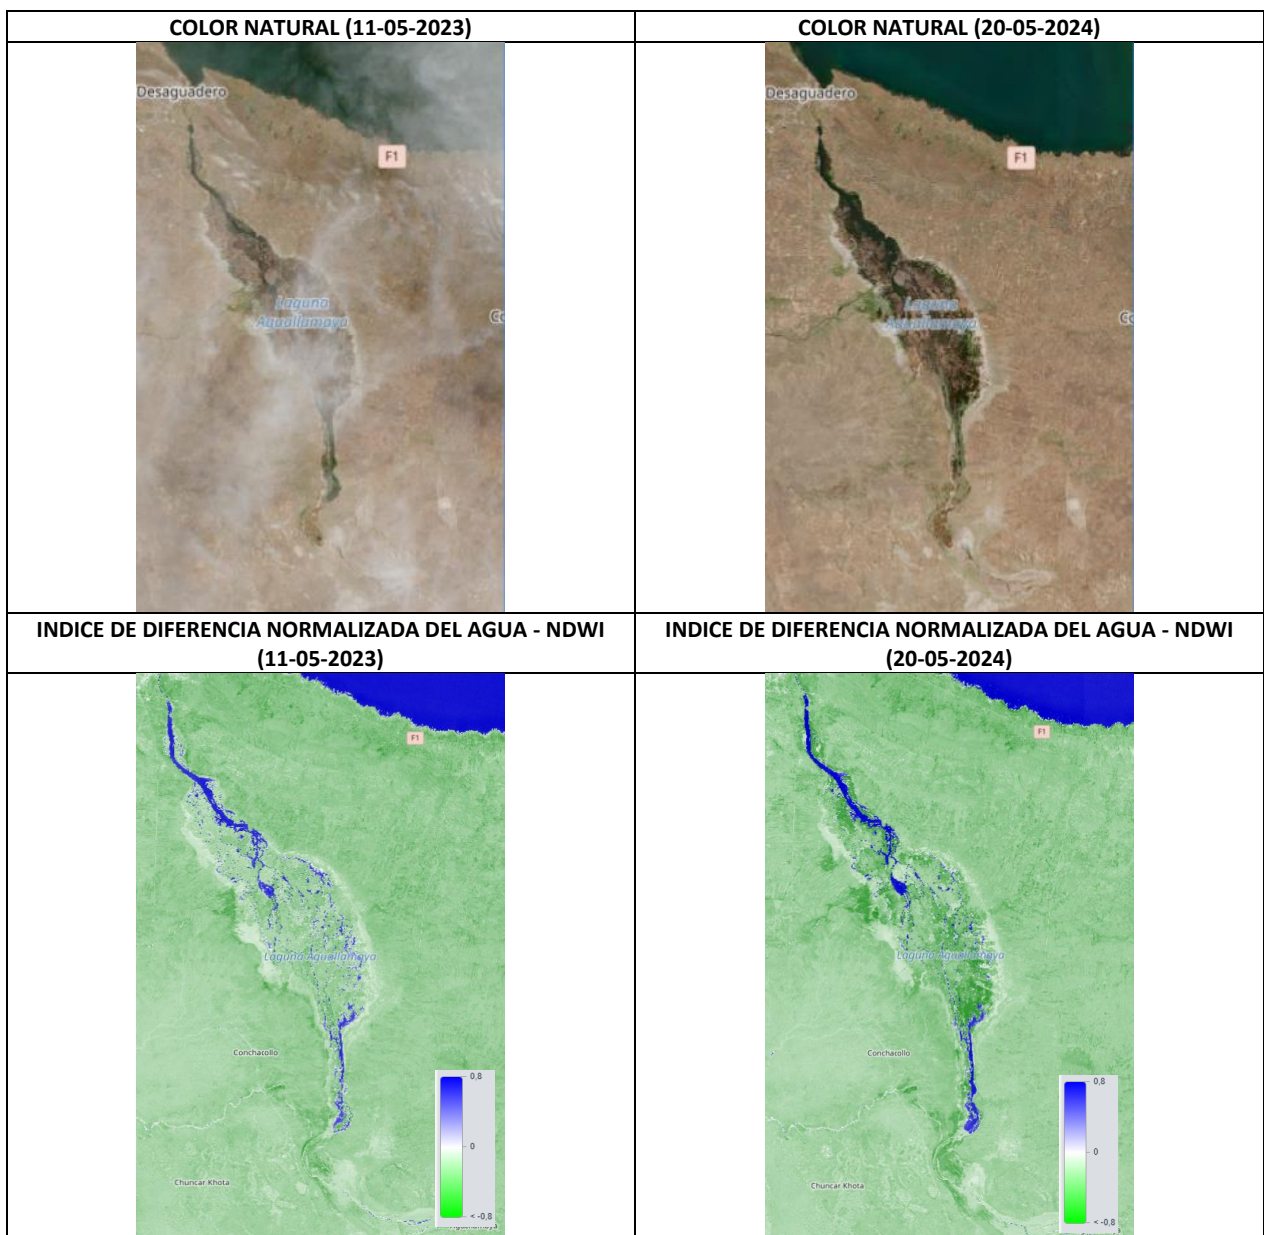 COLOR NATURAL (11-05-2023)
COLOR NATURAL (20-05-2024)
Desaguadero
F1
Laguna
Aguallamaya
Co
Desaguadero
F1
Laguna
Aguallamaya
Co
INDICE DE DIFERENCIA NORMALIZADA DEL AGUA - NDWI
(11-05-2023)
INDICE DE DIFERENCIA NORMALIZADA DEL AGUA - NDWI
(20-05-2024)
F1
Laguna Aguallamaya
Conchacollo
Chuncar Khota
0,8
0
< -0,8
F1
Laguna Aguallamaya
Conchacollo
Chuncar Khota
0,8
0
< -0,8